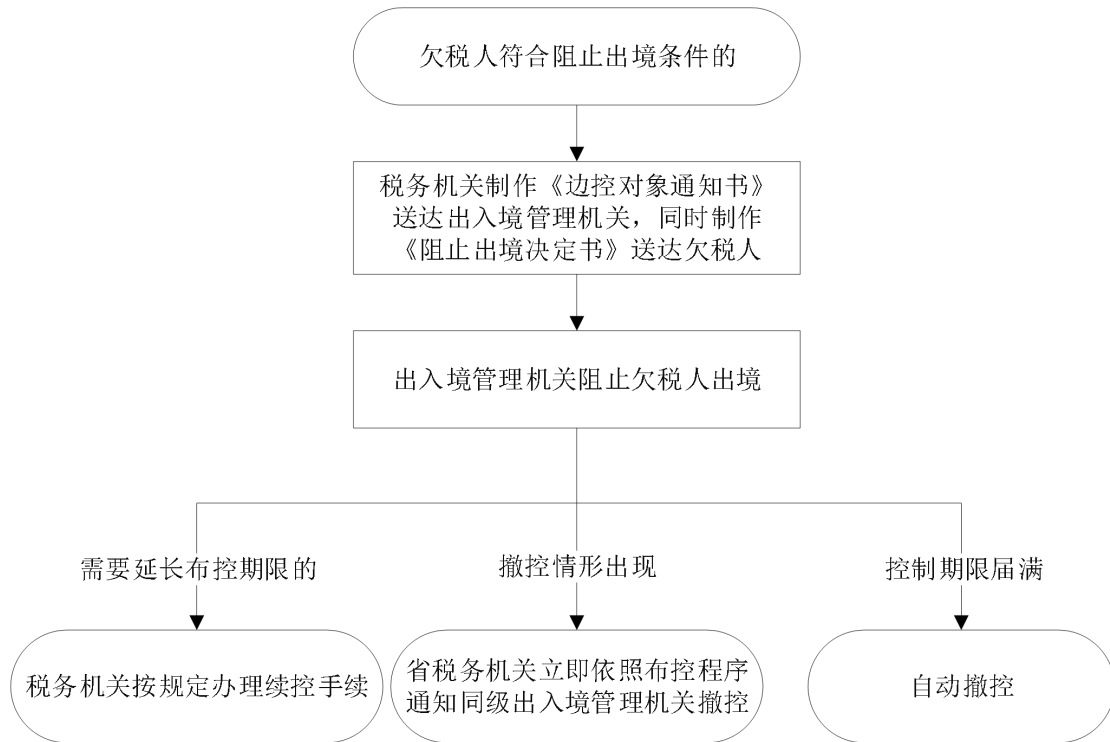 欠税人符合阻止出境条件的
税务机关制作《边控对象通知书》
送达出入境管理机关，同时制作
《阻止出境决定书》送达欠税人
出入境管理机关阻止欠税人出境
需要延长布控期限的
撤控情形出现
控制期限届满
税务机关按规定办理续控手续
省税务机关立即依照布控程序
通知同级出入境管理机关撤控
自动撤控